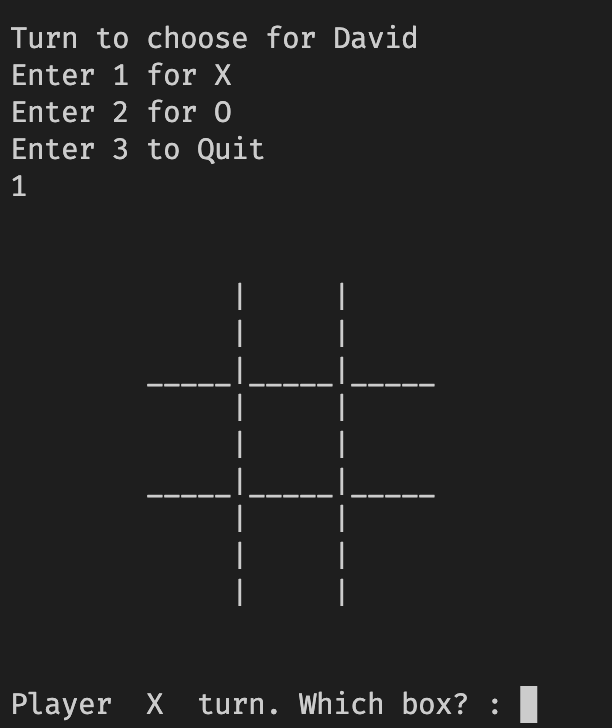 Turn to choose for David
Enter 1 for X
Enter 2 for O
Enter 3 to Quit
1
     |     |
     |     |
_____|_____|_____
     |     |
     |     |
_____|_____|_____
     |     |
     |     |
     |     |
Player  X  turn. Which box? :